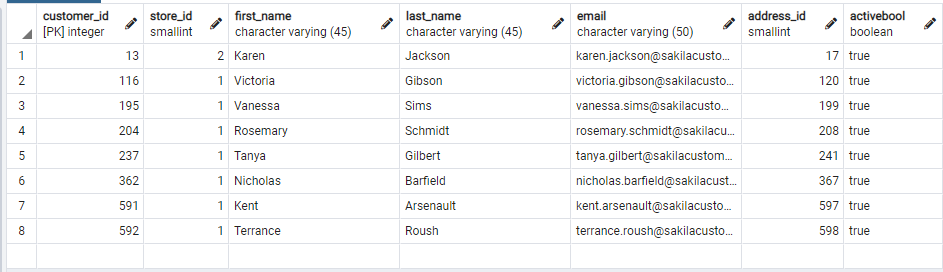 customer_id store_id first_name last_name email address_id activebool
[PK] integer smallint character varying (45) character varying (45) character varying (50) smallint boolean
1 13 2 Karen Jackson karen.jackson@sakilacusto... 17 true
2 116 1 Victoria Gibson victoria.gibson@sakilacusto... 120 true
3 195 1 Vanessa Sims vanessa.sims@sakilacusto... 199 true
4 204 1 Rosemary Schmidt rosemary.schmidt@sakilacu... 208 true
5 237 1 Tanya Gilbert tanya.gilbert@sakilacustom... 241 true
6 362 1 Nicholas Barfield nicholas.barfield@sakilacust... 367 true
7 591 1 Kent Arsenault kent.arsenault@sakilacusto... 597 true
8 592 1 Terrance Roush terrance.roush@sakilacusto... 598 true